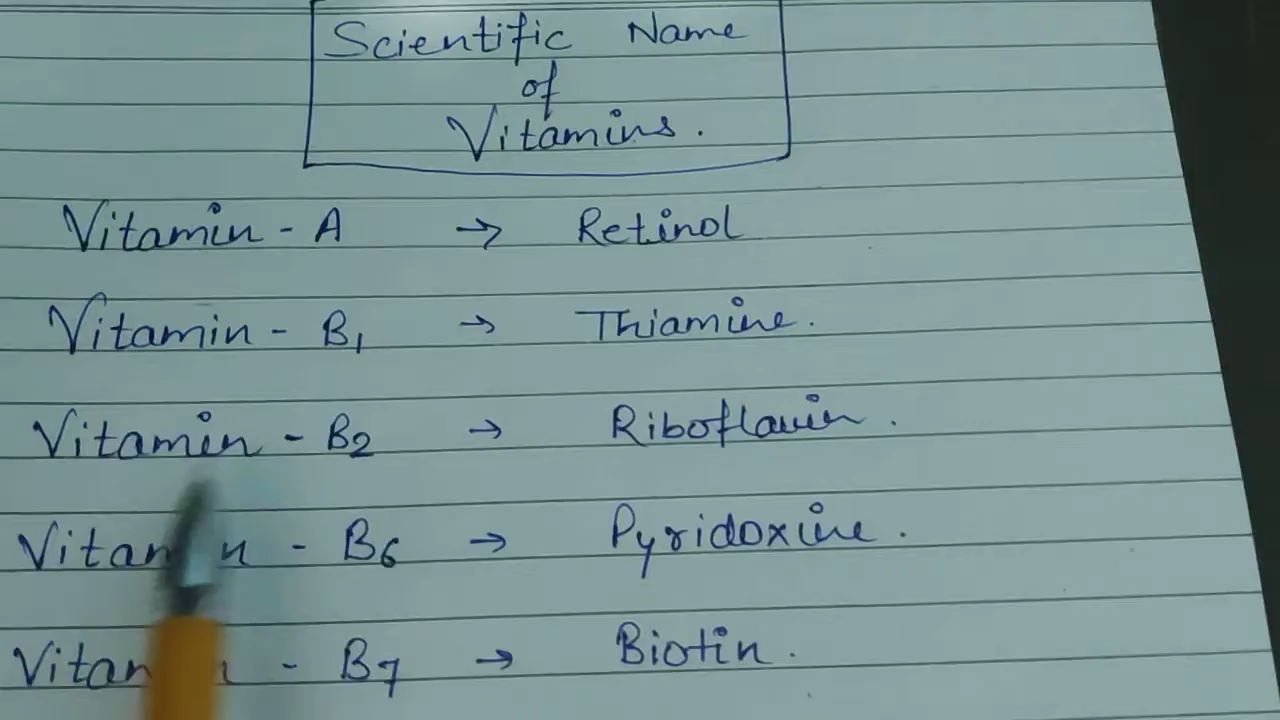 Scientific Name
of
Vitamins.
Vitamin - A → Retinol
Vitamin - B₁ → Thiamine.
Vitamin - B₂ → Riboflavin.
- B₆ → Pyridoxine.
- B₇ → Biotin.